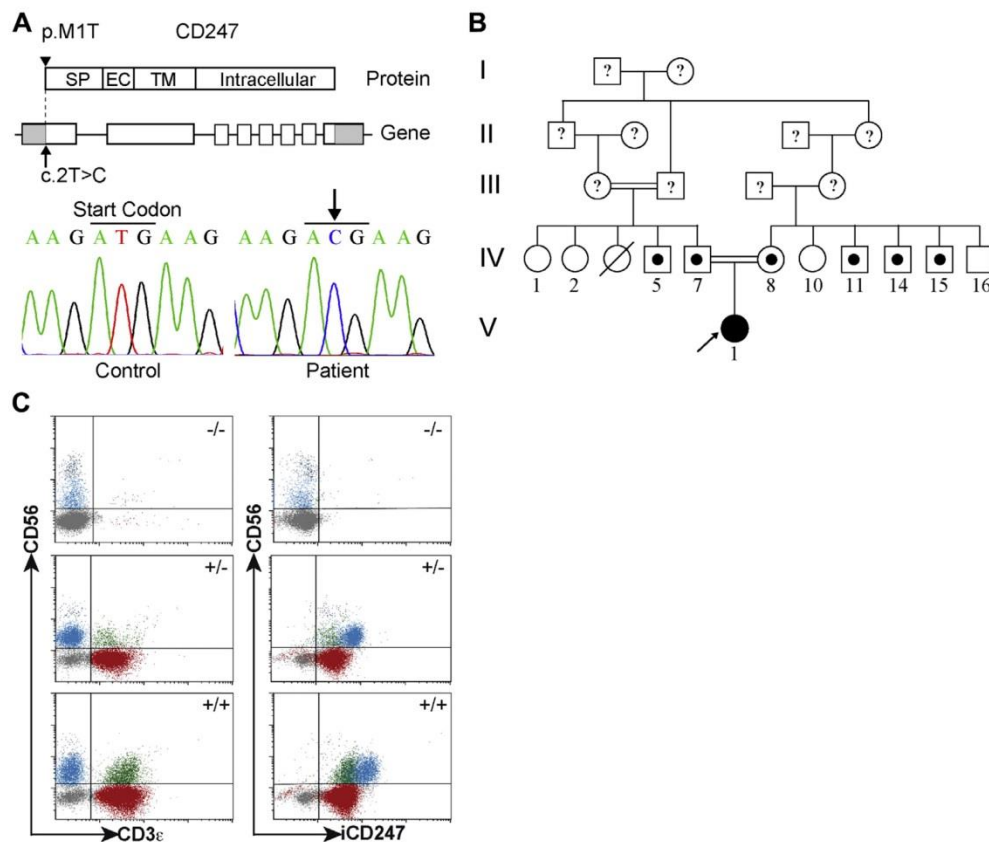 A
p.M1T CD247
SP EC TM Intracellular Protein
Gene
c.2T>C
Start Codon
A A G A T G A A G A A G A C G A A G
Control Patient
B
I ? ?
II ? ? ? ?
III ? ? ? ?
IV
1 2 5 7 8 10 11 14 15 16
V
1
C
CD56 -/- CD56 -/-
+/- +/-
+/+ +/+
CD3ε iCD247